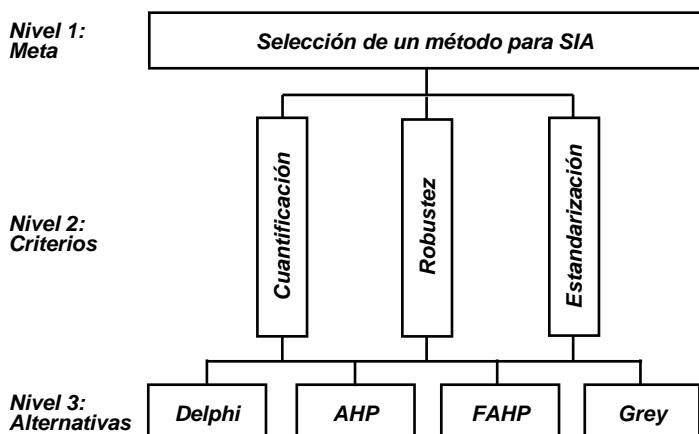 Nivel 1:
Meta
Selección de un método para SIA
Cuantificación
Robustez
Estandarización
Nivel 2:
Criterios
Nivel 3:
Alternativas
Delphi
AHP
FAHP
Grey